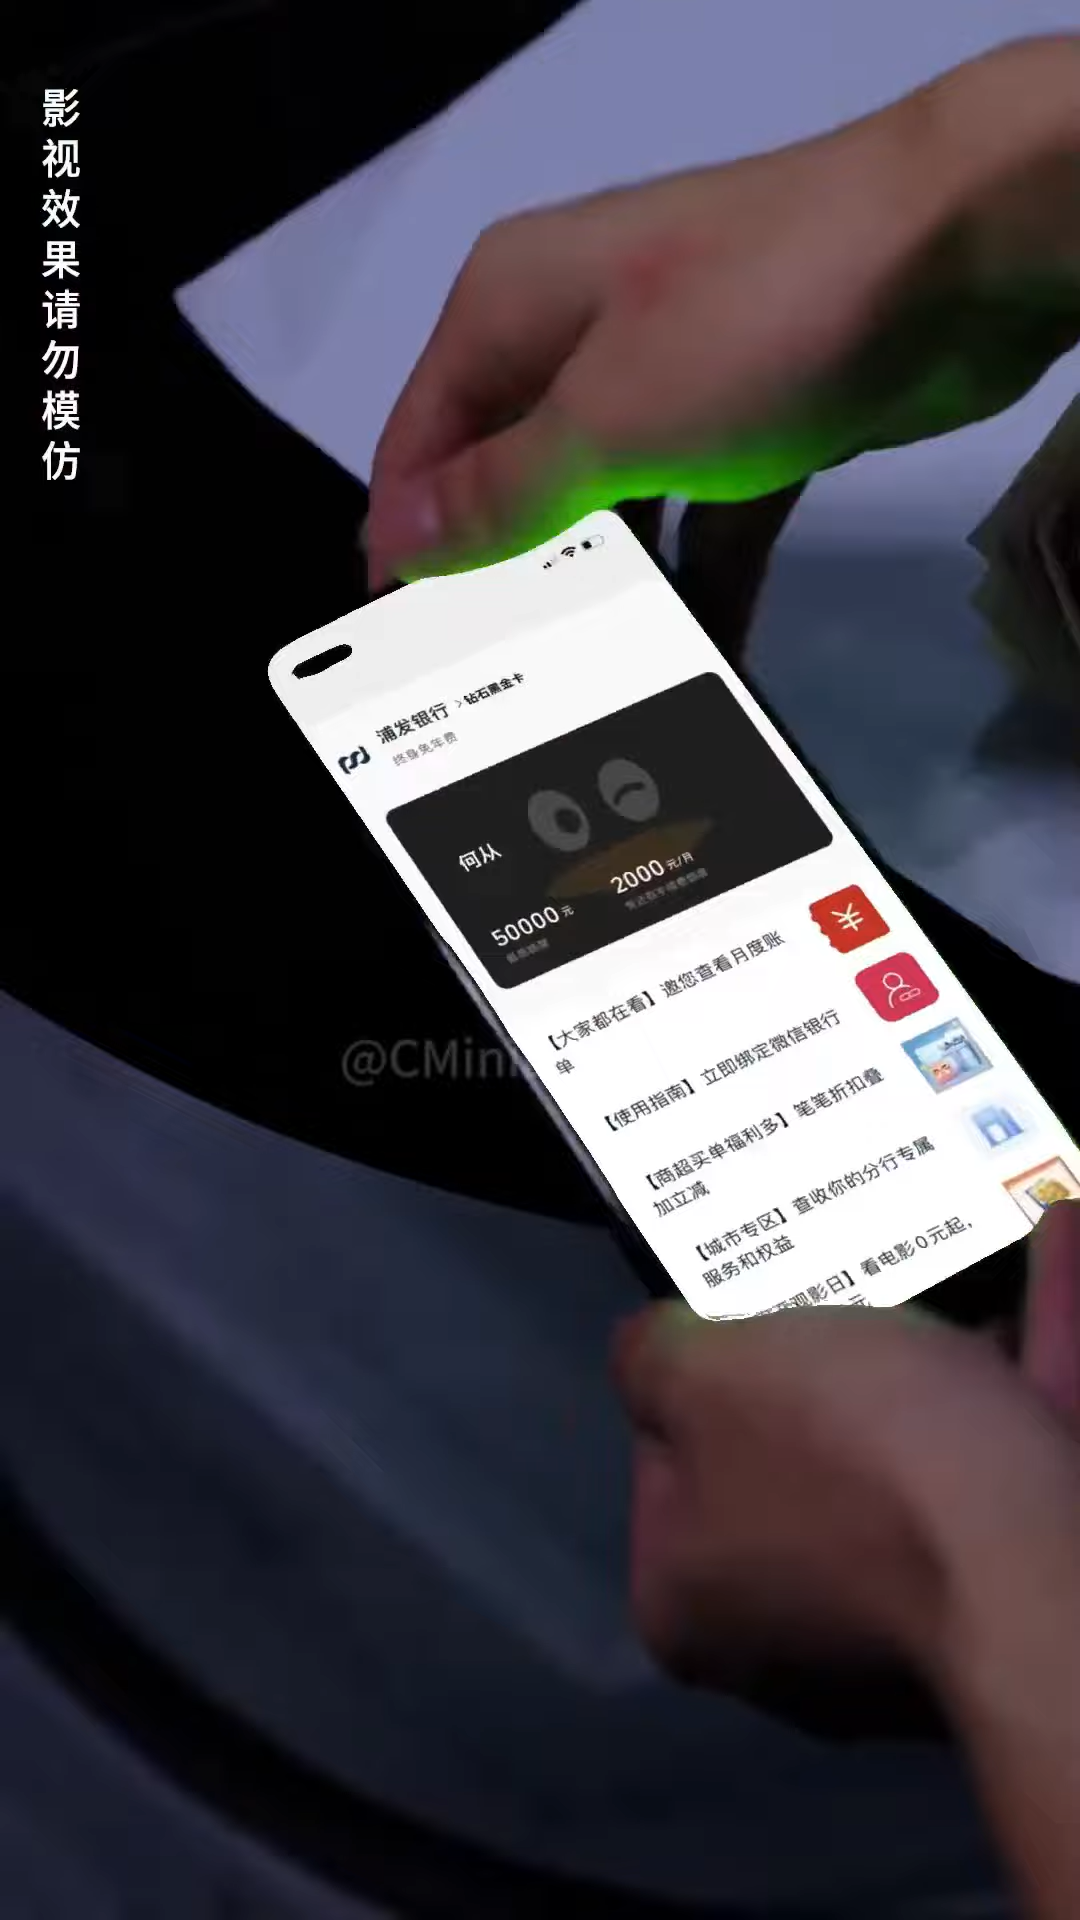 影视效果请勿模仿
浦发银行 >钻石黑金卡
终身免年费
何从
50000元
2000元/月
【大家都在看】邀您查看月度账
单
【使用指南】立即绑定微信银行
【商超买单福利多】笔笔折扣叠
加立减
【城市专区】查收你的分行专属
服务和权益
观影日】看电影0元起，
元
@CMin